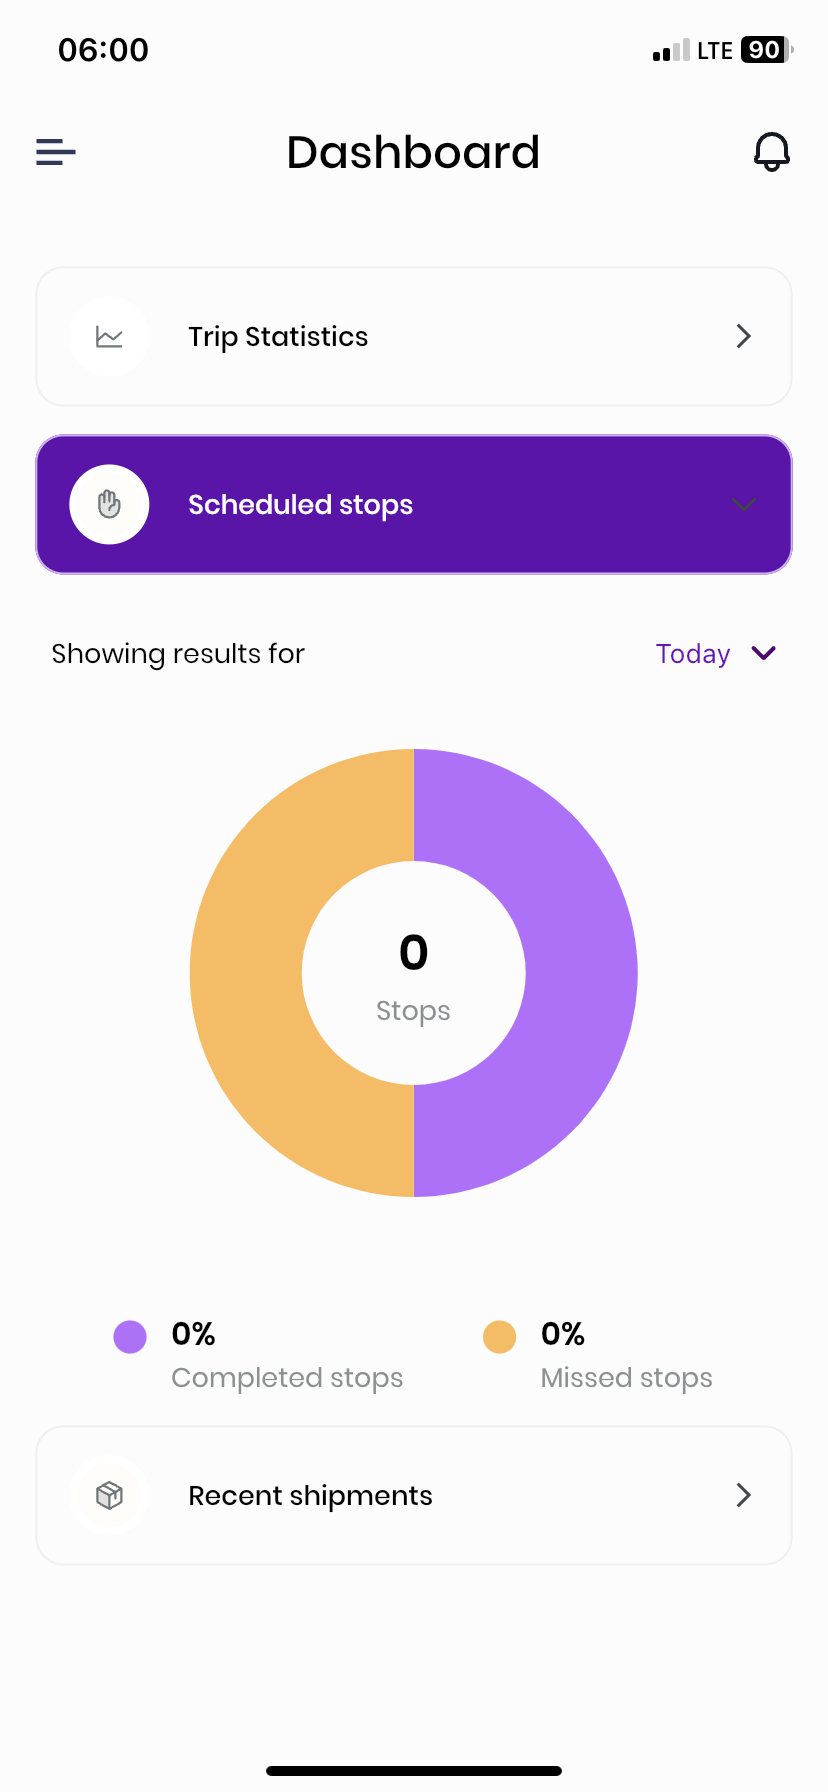 06:00 LTE 90
Dashboard
Trip Statistics
Scheduled stops
Showing results for Today
0
Stops
0% 0%
Completed stops Missed stops
Recent shipments